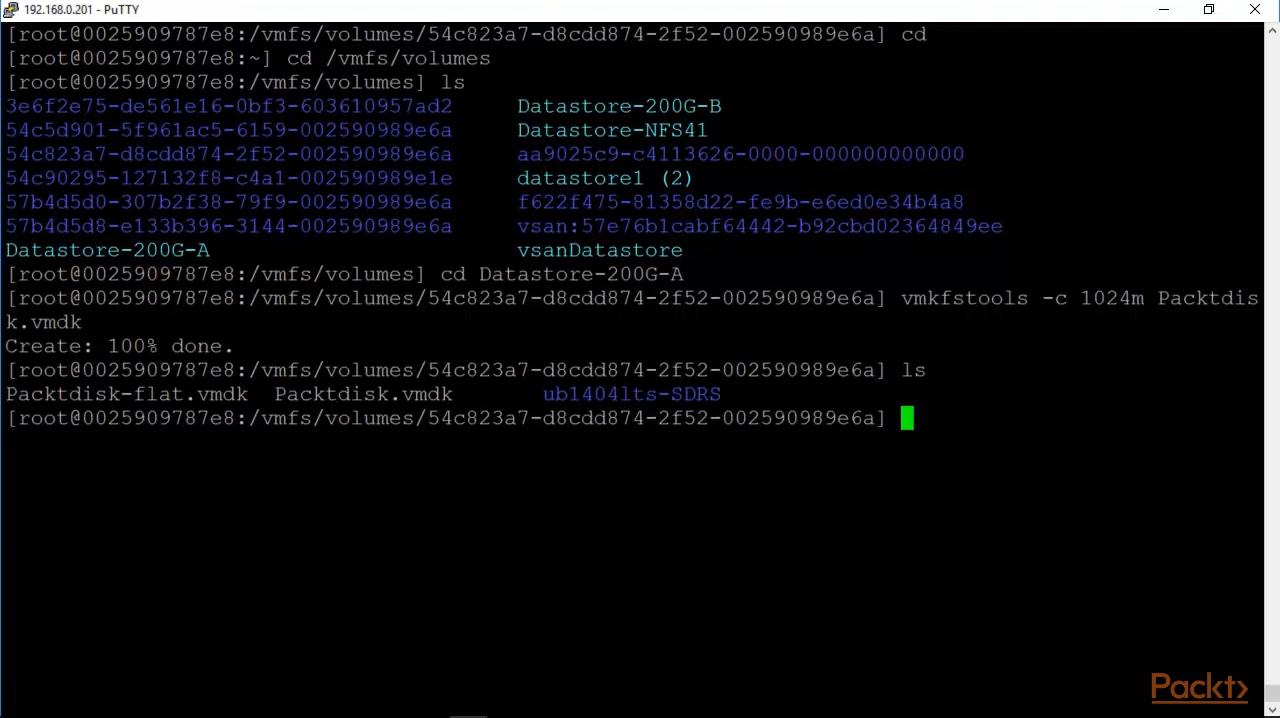 192.168.0.201 - PuTTY
[root@0025909787e8:/vmfs/volumes/54c823a7-d8cdd874-2f52-002590989e6a] cd
[root@0025909787e8:~] cd /vmfs/volumes
[root@0025909787e8:/vmfs/volumes] ls
3e6f2e75-de561e16-0bf3-603610957ad2 Datastore-200G-B
54c5d901-5f961ac5-6159-002590989e6a Datastore-NFS41
54c823a7-d8cdd874-2f52-002590989e6a aa9025c9-c4113626-0000-000000000000
54c90295-127132f8-c4a1-002590989e1e datastore1 (2)
57b4d5d0-307b2f38-79f9-002590989e6a f622f475-81358d22-fe9b-e6ed0e34b4a8
57b4d5d8-e133b396-3144-002590989e6a vsan:57e76b1cabf64442-b92cbd02364849ee
Datastore-200G-A vsanDatastore
[root@0025909787e8:/vmfs/volumes] cd Datastore-200G-A
[root@0025909787e8:/vmfs/volumes/54c823a7-d8cdd874-2f52-002590989e6a] vmkfstools -c 1024m Packtdis
k.vmdk
Create: 100% done.
[root@0025909787e8:/vmfs/volumes/54c823a7-d8cdd874-2f52-002590989e6a] ls
Packtdisk-flat.vmdk Packtdisk.vmdk ub1404lts-SDRS
[root@0025909787e8:/vmfs/volumes/54c823a7-d8cdd874-2f52-002590989e6a]
Packt>